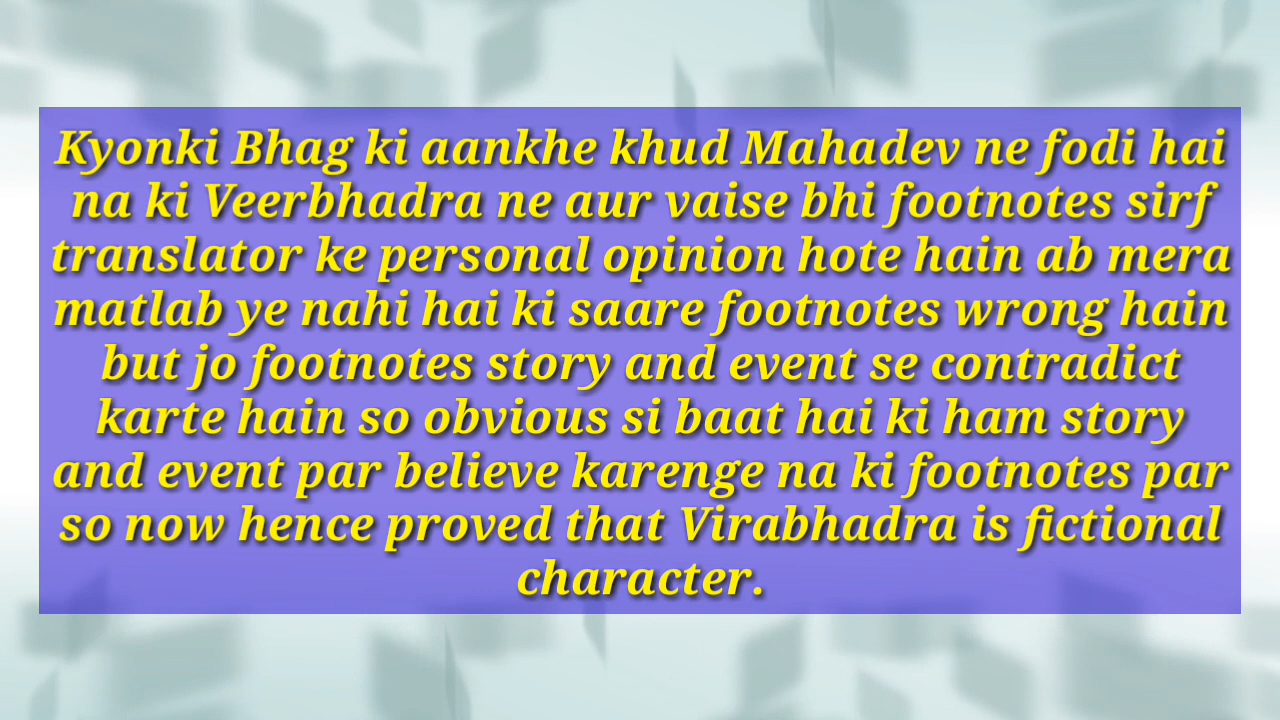 Kyonki Bhag ki aankhe khud Mahadev ne fodi hai
na ki Veerbhadra ne aur vaise bhi footnotes sirf
translator ke personal opinion hote hain ab mera
matlab ye nahi hai ki saare footnotes wrong hain
but jo footnotes story and event se contradict
karte hain so obvious si baat hai ki ham story
and event par believe karenge na ki footnotes par
so now hence proved that Virabhadra is fictional
character.